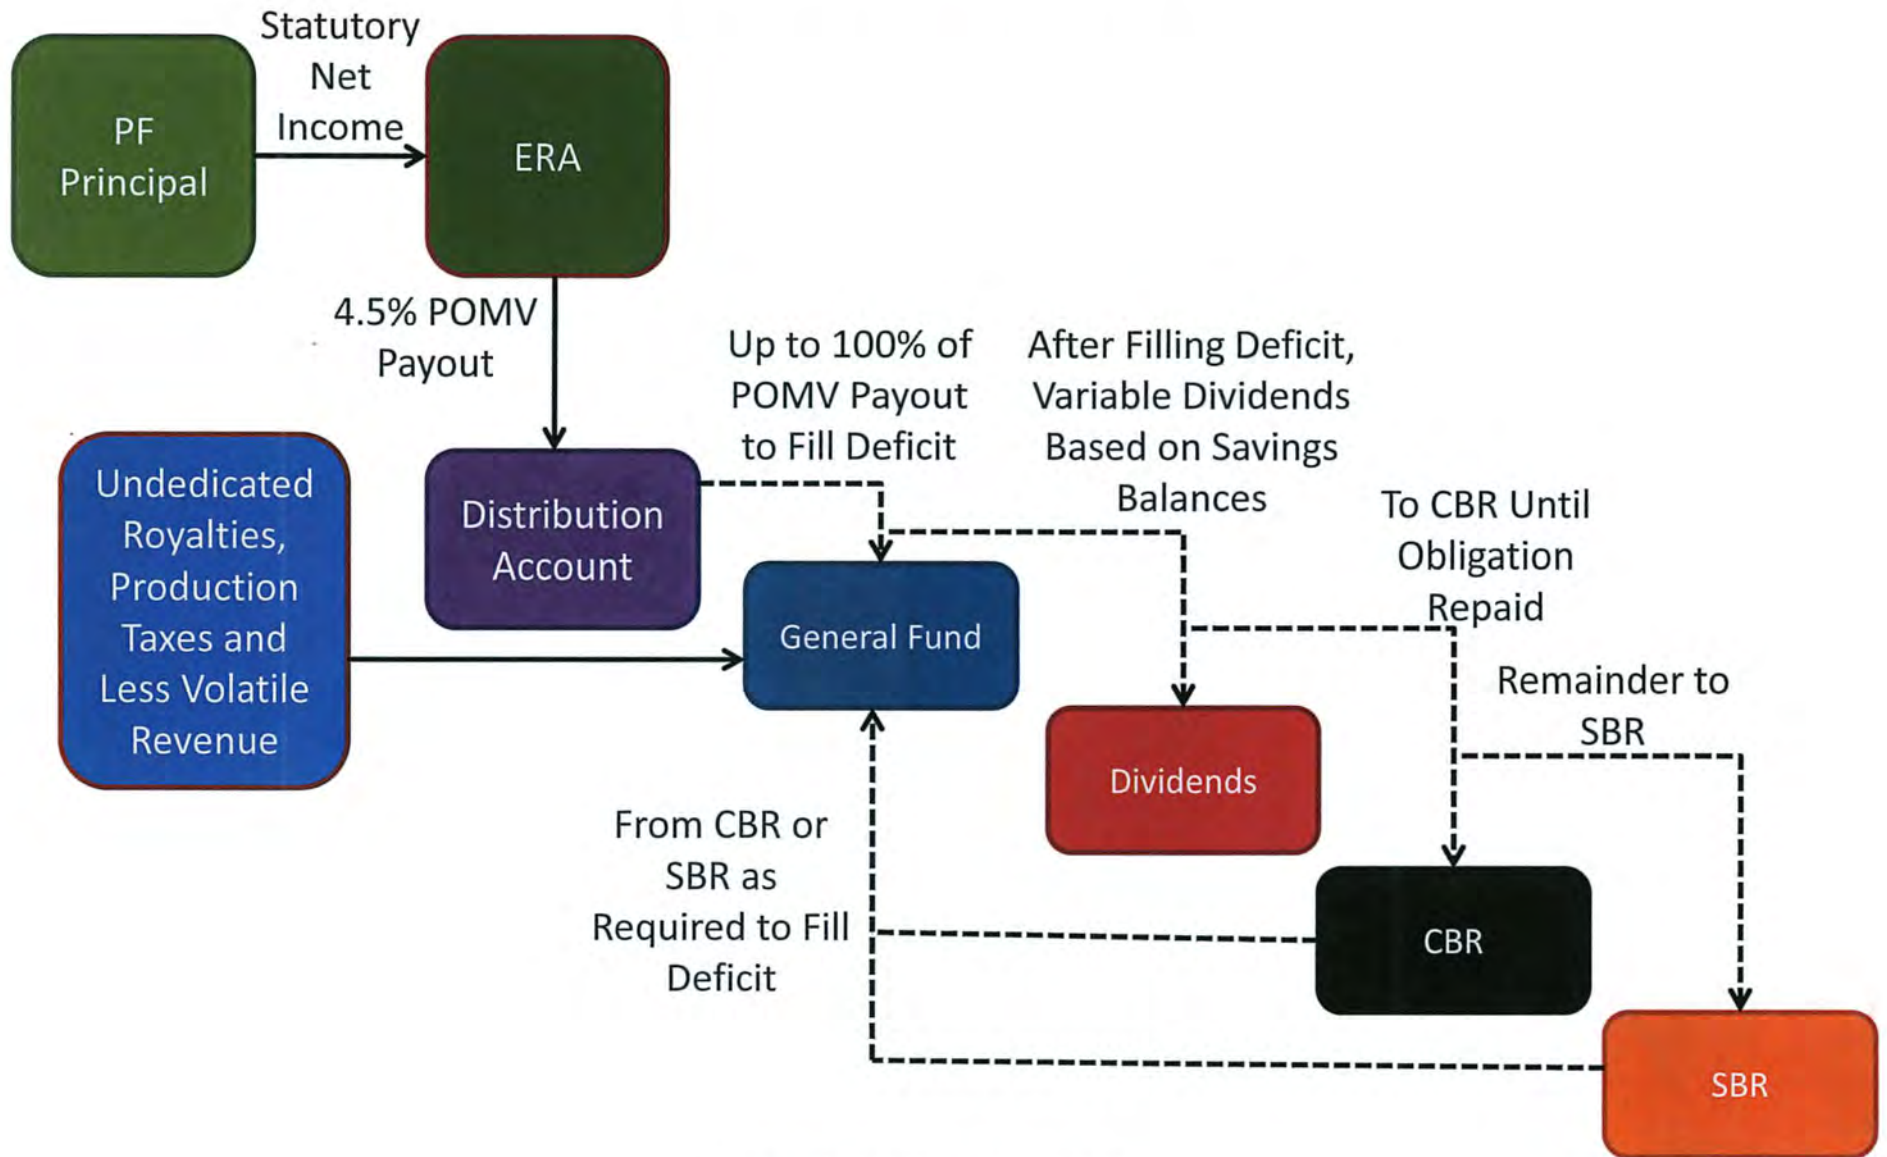 Statutory
Net
Income
PF
Principal
ERA
4.5% POMV
Payout
Up to 100% of
POMV Payout
to Fill Deficit
After Filling Deficit,
Variable Dividends
Based on Savings
Balances
To CBR Until
Obligation
Repaid
Undedicated
Royalties,
Production
Taxes and
Less Volatile
Revenue
Distribution
Account
General Fund
Remainder to
SBR
Dividends
From CBR or
SBR as
Required to Fill
Deficit
CBR
SBR